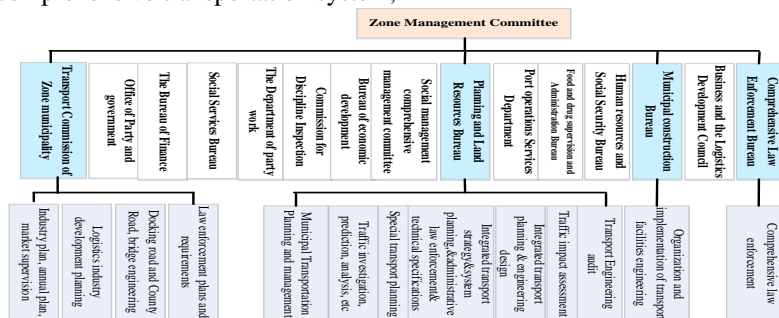 comprehensive transportation system,
Zone Management Committee
Transport Commission of
Zone municipality
Office of Party and
government
The Bureau of Finance
Social Services Bureau
The Department of party
work
Commission for
Discipline Inspection
Bureau of economic
development
Social management
comprehensive
management committee
Planning and Land
Resources Bureau
Port operations Services
Department
Food and drug supervision and
Administration Bureau
Human resources and
Social Security Bureau
Municipal construction
Bureau
Business and the Logistics
Development Council
Comprehensive Law
Enforcement Bureau
Industry plan, annual plan,
market supervision
Logistics industry
development planning
Docking road and County
Road, bridge engineering
Law enforcement plans and
requirements
Municipal Transportation
Planning and management
Traffic investigation,
prediction, analysis, etc
Special transport planning
Integrated transport
strategy&system
planning,&administrative
law enforcement&
technical specifications
Integrated transport
planning & engineering
design
Traffic impact assessment
Transport Engineering
audit
Organization and
implementation of transport
facilities engineering
Comprehensive law
enforcement